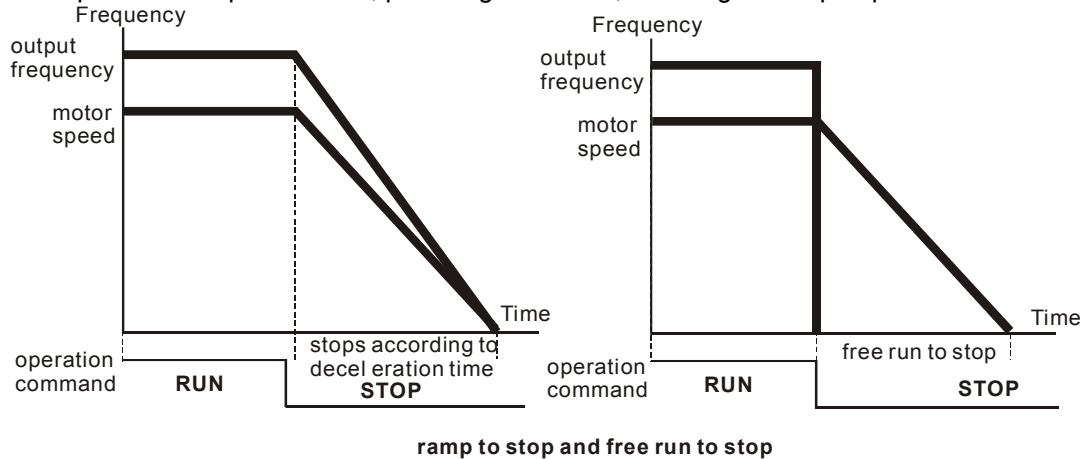 Frequency
output
frequency
motor
speed
Time
stops according to
decel eration time
operation
command
RUN
STOP
Frequency
output
frequency
motor
speed
Time
free run to stop
operation
command
RUN
STOP
ramp to stop and free run to stop